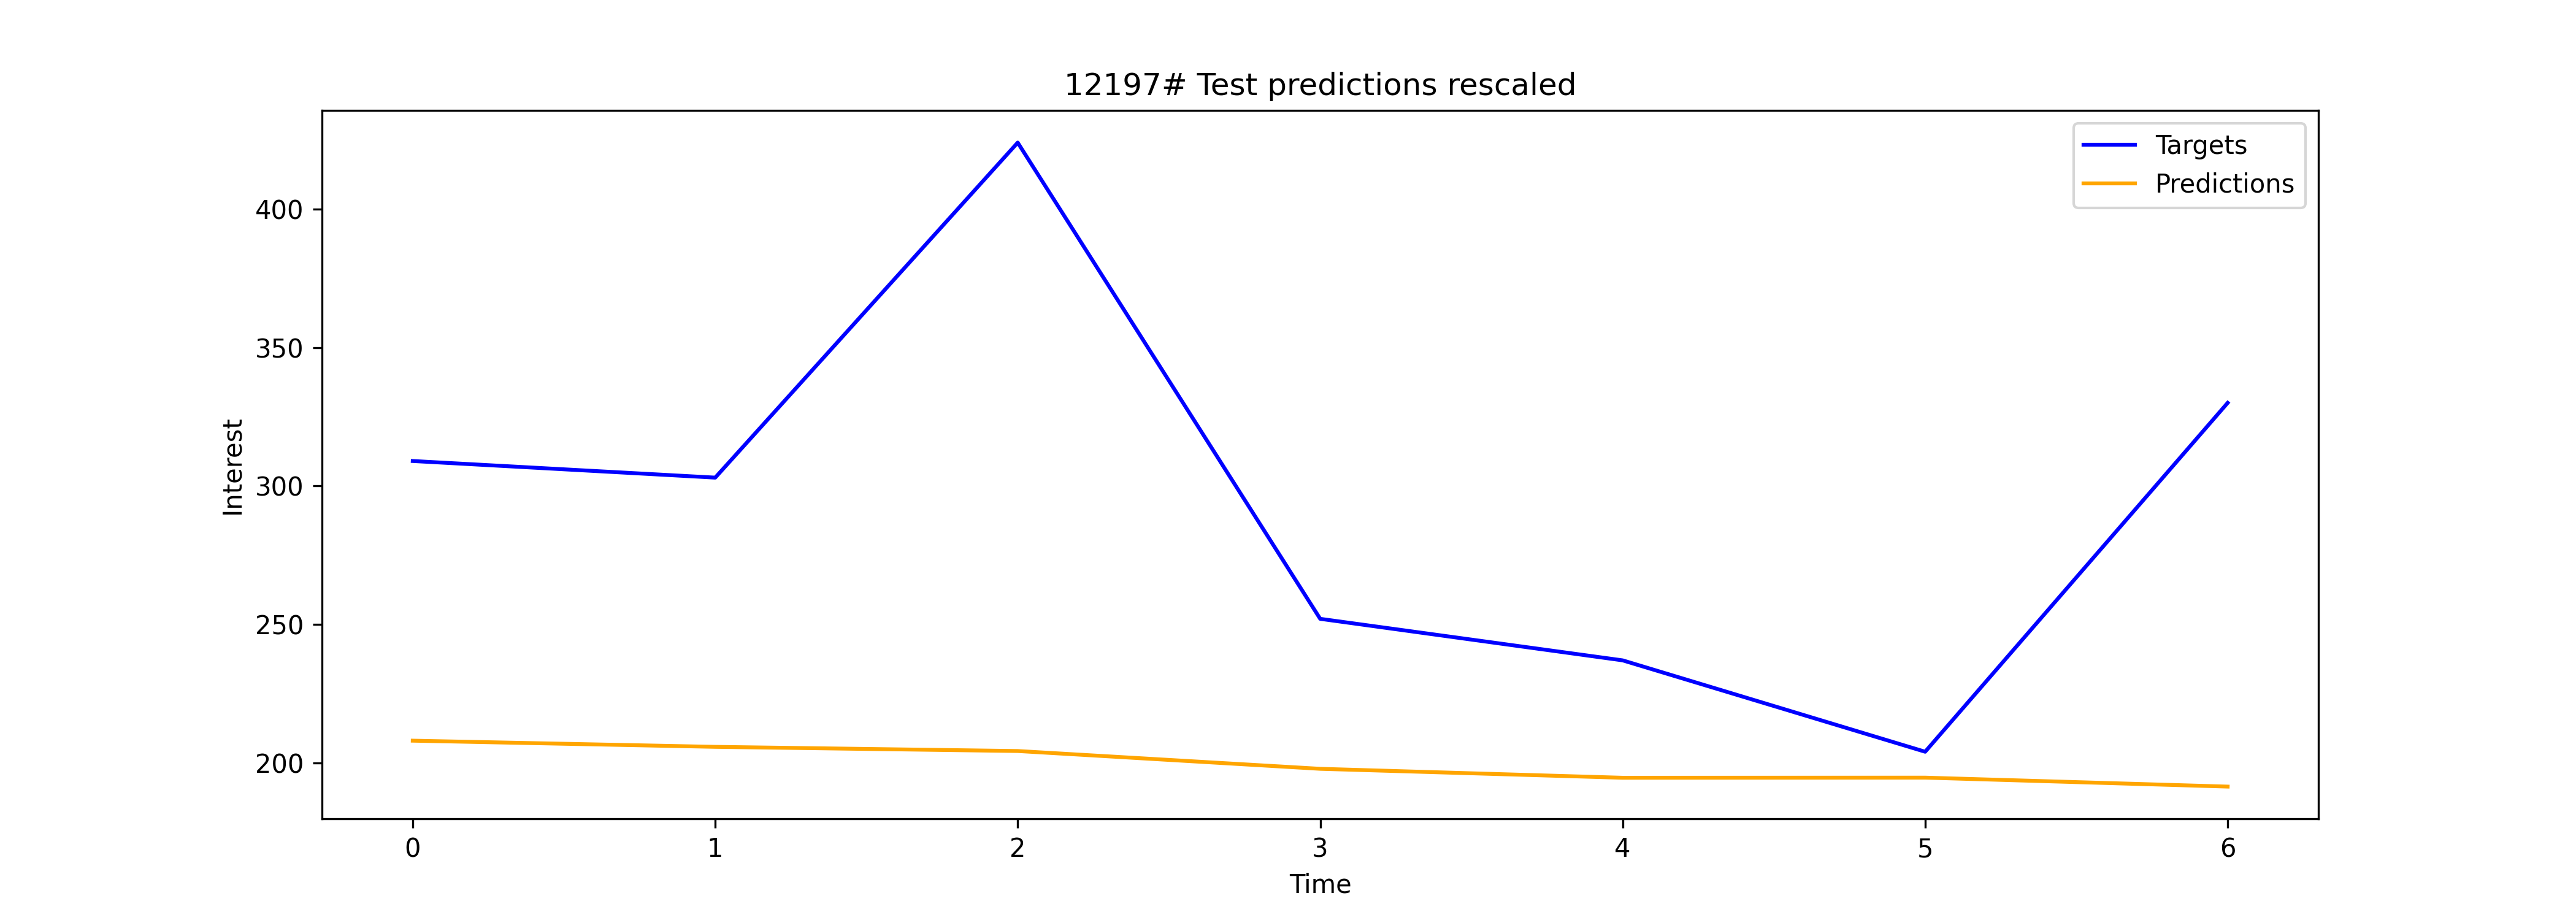 12197# Test predictions rescaled
Targets
Predictions
400
350
300
250
200
Interest
0 1 2 3 4 5 6
Time